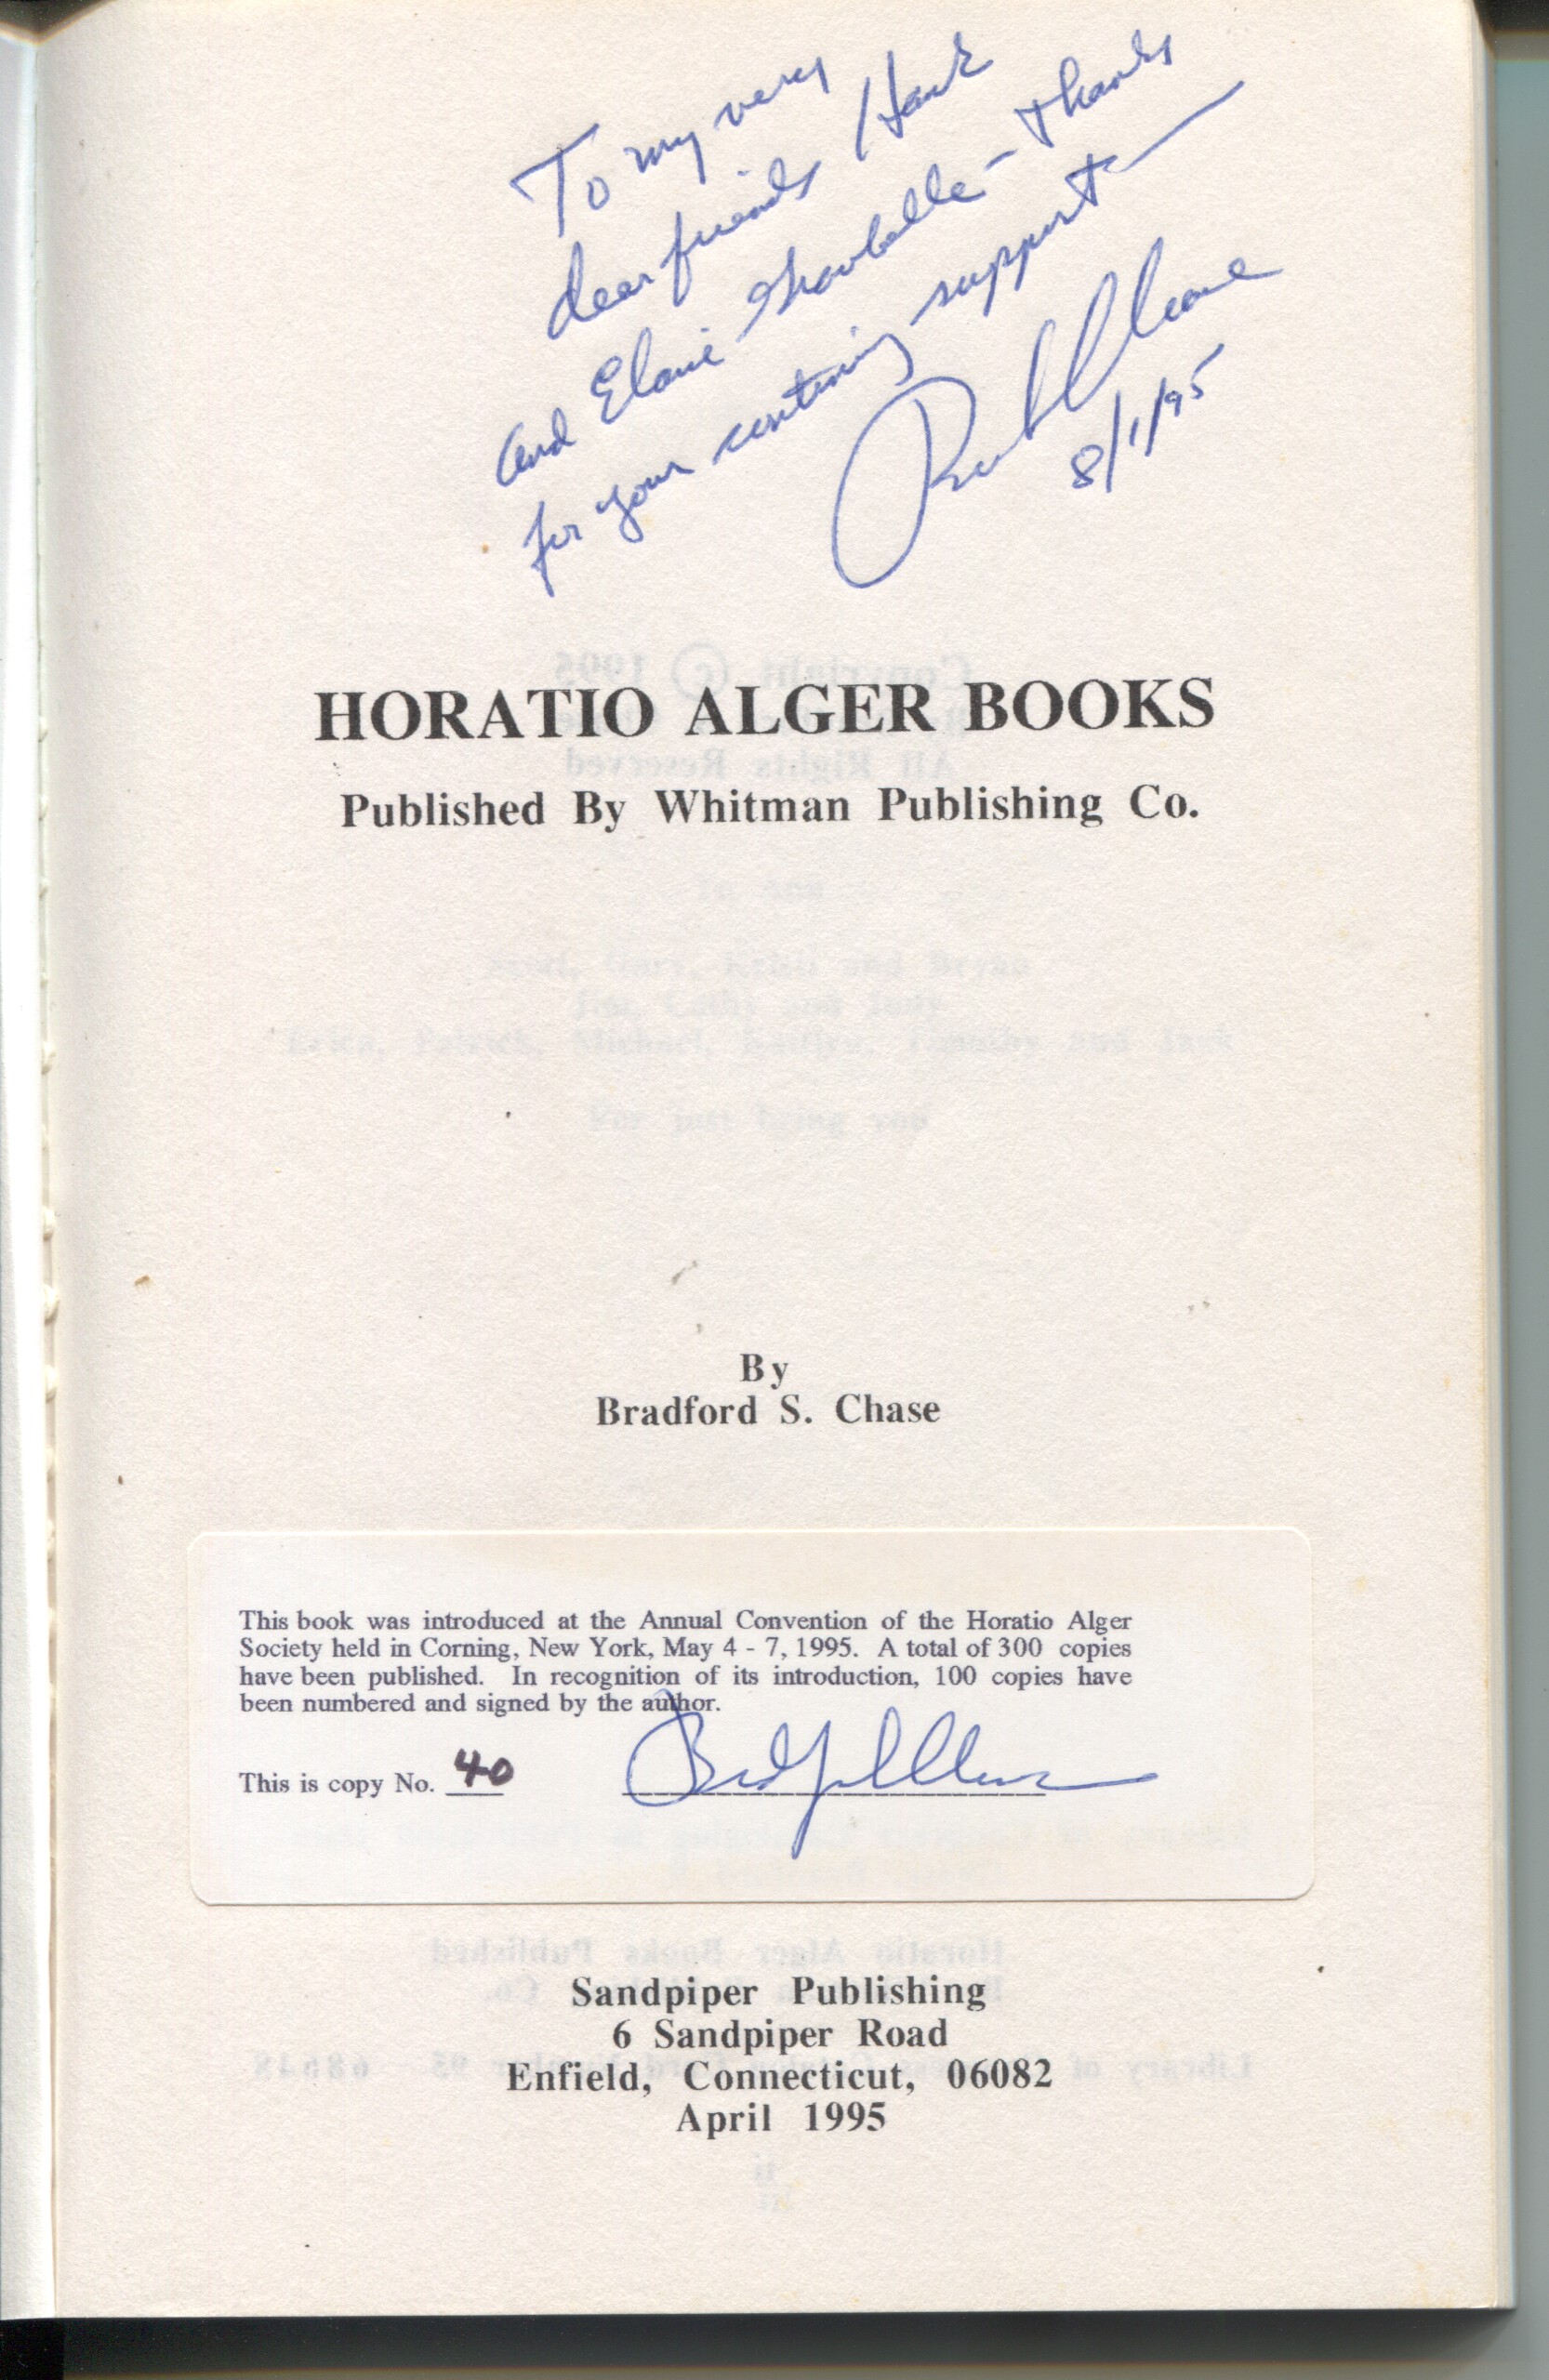 To my very
dear friends Hank
and Elaine - thanks
for your continuing support
8/1/95
HORATIO ALGER BOOKS
Published By Whitman Publishing Co.
By
Bradford S. Chase
This book was introduced at the Annual Convention of the Horatio Alger
Society held in Corning, New York, May 4 - 7, 1995. A total of 300 copies
have been published. In recognition of its introduction, 100 copies have
been numbered and signed by the author.
This is copy No. 40
Sandpiper Publishing
6 Sandpiper Road
Enfield, Connecticut, 06082
April 1995